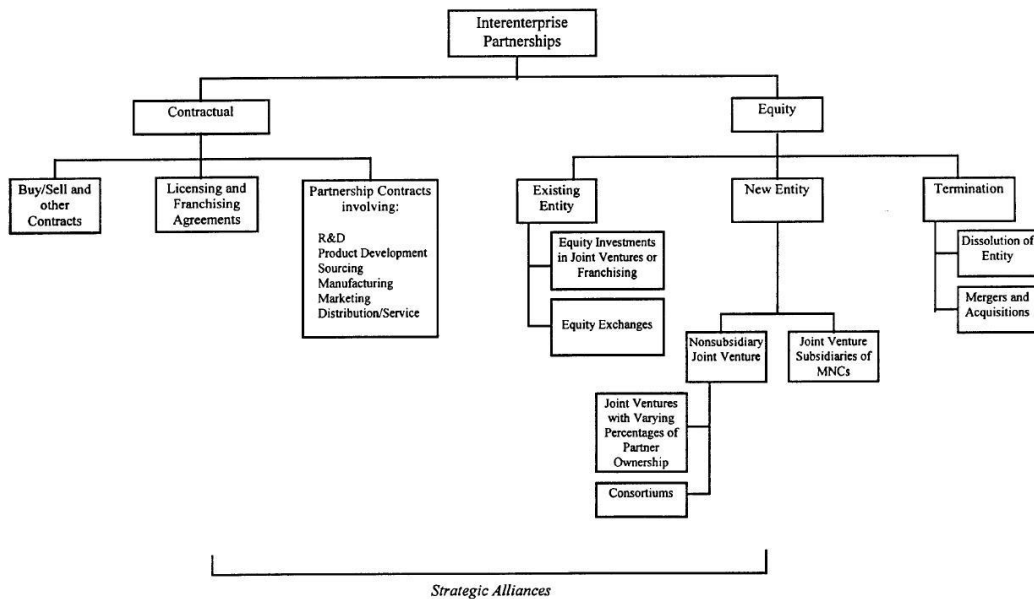 Interenterprise
Partnerships
Contractual
Equity
Buy/Sell and
other
Contracts
Licensing and
Franchising
Agreements
Partnership Contracts
involving:
R&D
Product Development
Sourcing
Manufacturing
Marketing
Distribution/Service
Existing
Entity
Equity Investments
in Joint Ventures or
Franchising
Equity Exchanges
New Entity
Nonsubsidiary
Joint Venture
Joint Ventures
with Varying
Percentages of
Partner
Ownership
Consortiums
Joint Venture
Subsidiaries of
MNCs
Termination
Dissolution of
Entity
Mergers and
Acquisitions
Strategic Alliances